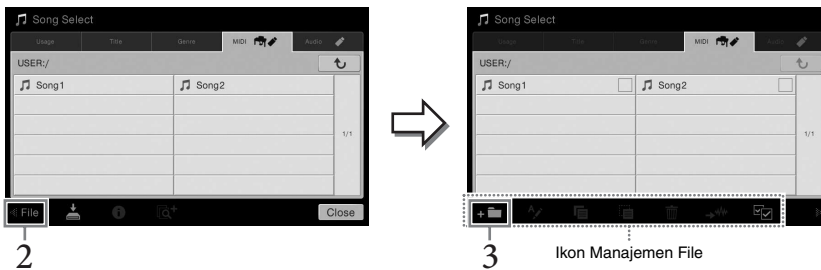 Song Select
Usage Title Genre MIDI Audio
USER:/
Song1 Song2
1/1
File
Close
2
Song Select
Usage Title Genre MIDI Audio
USER:/
Song1 Song2
1/1
+
3
Ikon Manajemen File